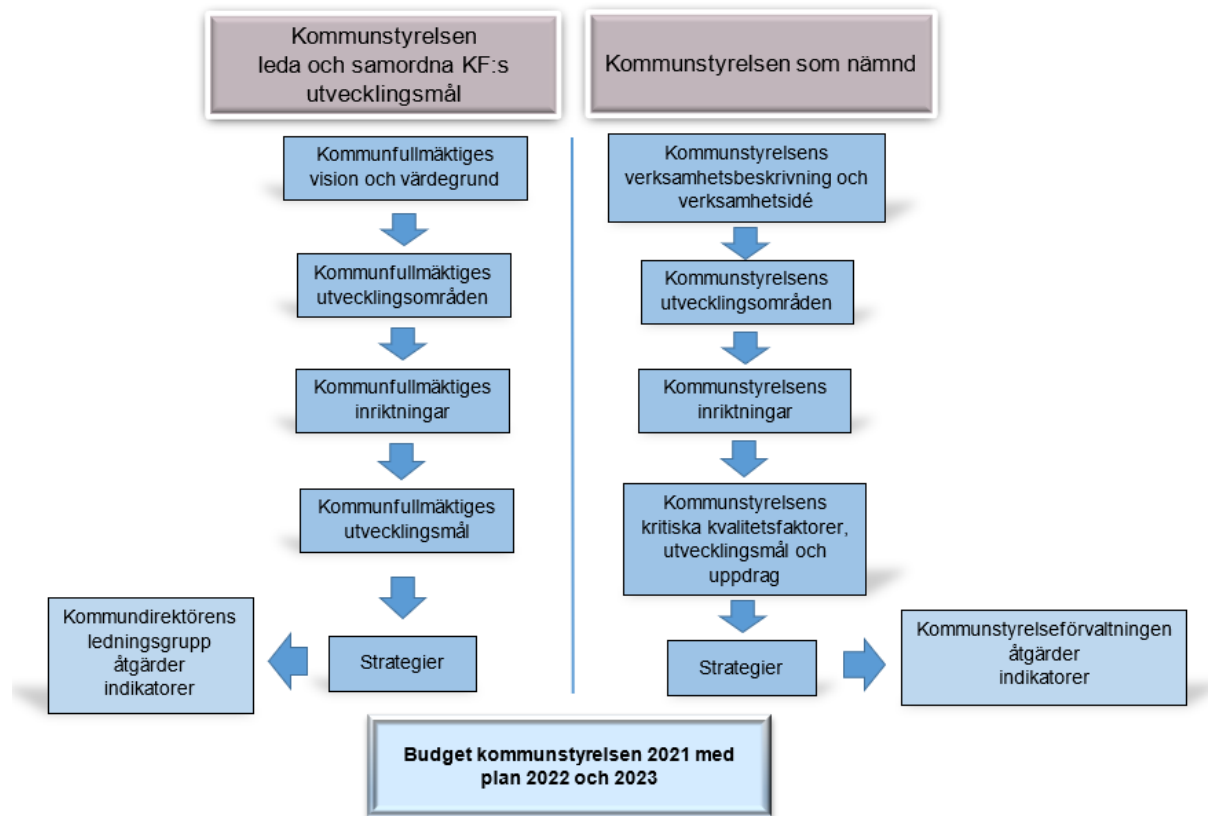 Kommunstyrelsen
leda och samordna KF:s
utvecklingsmål
Kommunfullmäktiges
vision och värdegrund
Kommunfullmäktiges
utvecklingsområden
Kommunfullmäktiges
inriktningar
Kommunfullmäktiges
utvecklingsmål
Strategier
Kommundirektörens
ledningsgrupp
åtgärder
indikatorer
Kommunstyrelsen som nämnd
Kommunstyrelsens
verksamhetsbeskrivning och
verksamhetsidé
Kommunstyrelsens
utvecklingsområden
Kommunstyrelsens
inriktningar
Kommunstyrelsens
kritiska kvalitetsfaktorer,
utvecklingsmål och
uppdrag
Strategier
Kommunstyrelseförvaltningen
åtgärder
indikatorer
Budget kommunstyrelsen 2021 med
plan 2022 och 2023